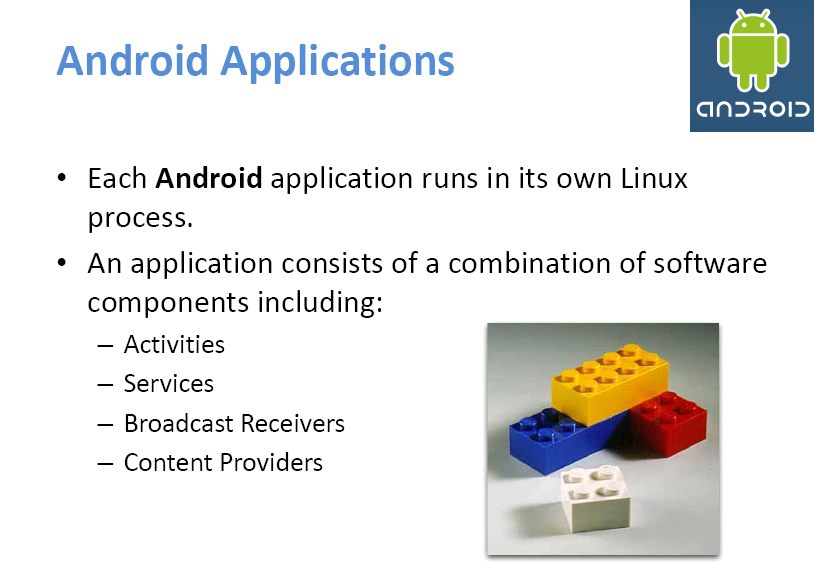 Android Applications
ANDROID
• Each Android application runs in its own Linux
process.
• An application consists of a combination of software
components including:
– Activities
– Services
– Broadcast Receivers
– Content Providers